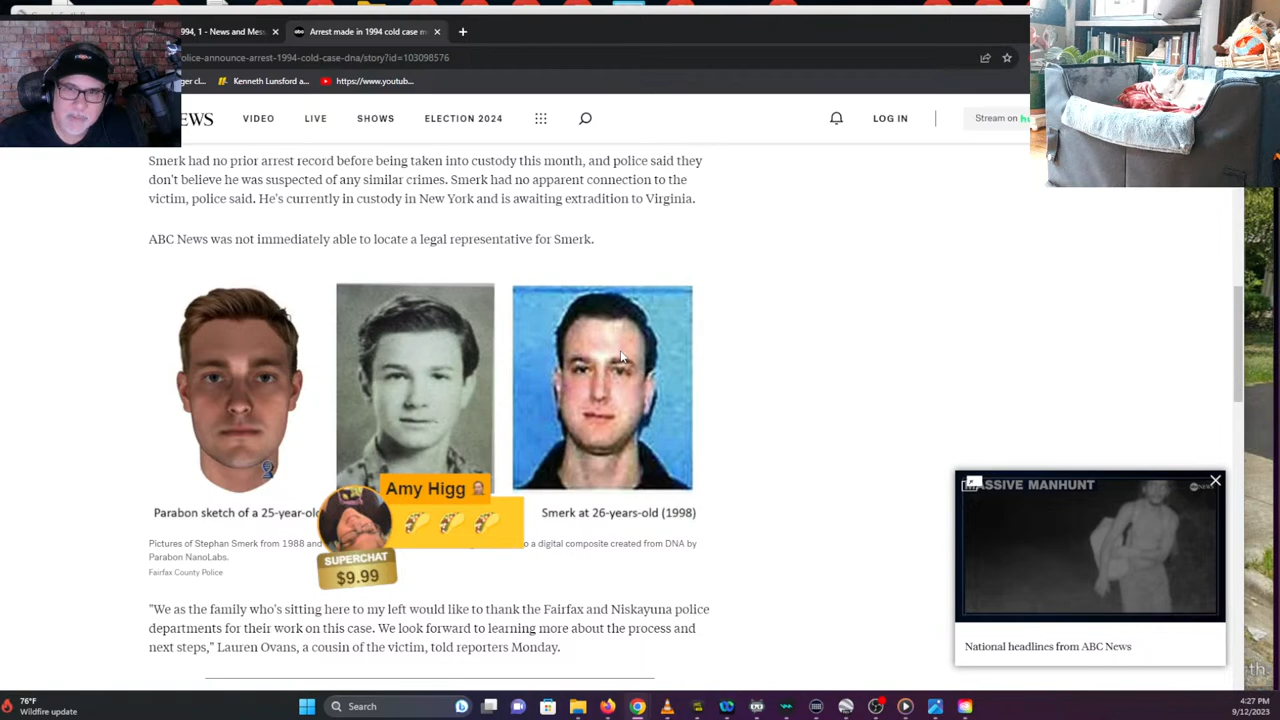 994, 1 - News and Mess
Arrest made in 1994 cold case m
olice-announce-arrest-1994-cold-case-dna/story?id=103098576
ger cl...
Kenneth Lunsford a...
https://www.youtub...
EWS
VIDEO
LIVE
SHOWS
ELECTION 2024
LOG IN
Stream on
Smerk had no prior arrest record before being taken into custody this month, and police said they
don't believe he was suspected of any similar crimes. Smerk had no apparent connection to the
victim, police said. He's currently in custody in New York and is awaiting extradition to Virginia.
ABC News was not immediately able to locate a legal representative for Smerk.
Amy Higg
SUPERCHAT
$9.99
Parabon sketch of a 25-year-old
Smerk at 26-years-old (1998)
Pictures of Stephan Smerk from 1988 and
o a digital composite created from DNA by
Parabon NanoLabs.
Fairfax County Police
"We as the family who's sitting here to my left would like to thank the Fairfax and Niskayuna police
departments for their work on this case. We look forward to learning more about the process and
next steps," Lauren Ovans, a cousin of the victim, told reporters Monday.
MASSIVE MANHUNT
abc NEWS
National headlines from ABC News
76°F
Wildfire update
Search
4:27 PM
9/12/2023